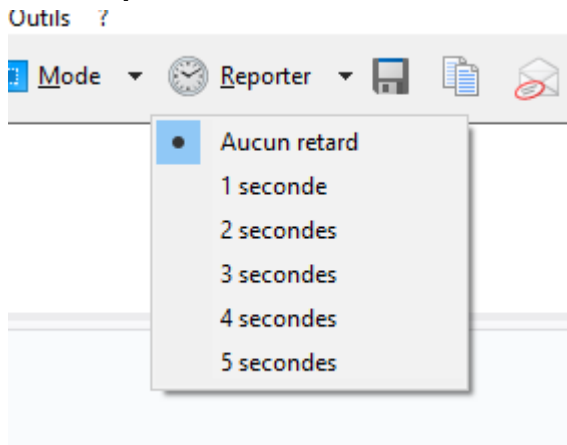 Outils ?
Mode Reporter
Aucun retard
1 seconde
2 secondes
3 secondes
4 secondes
5 secondes